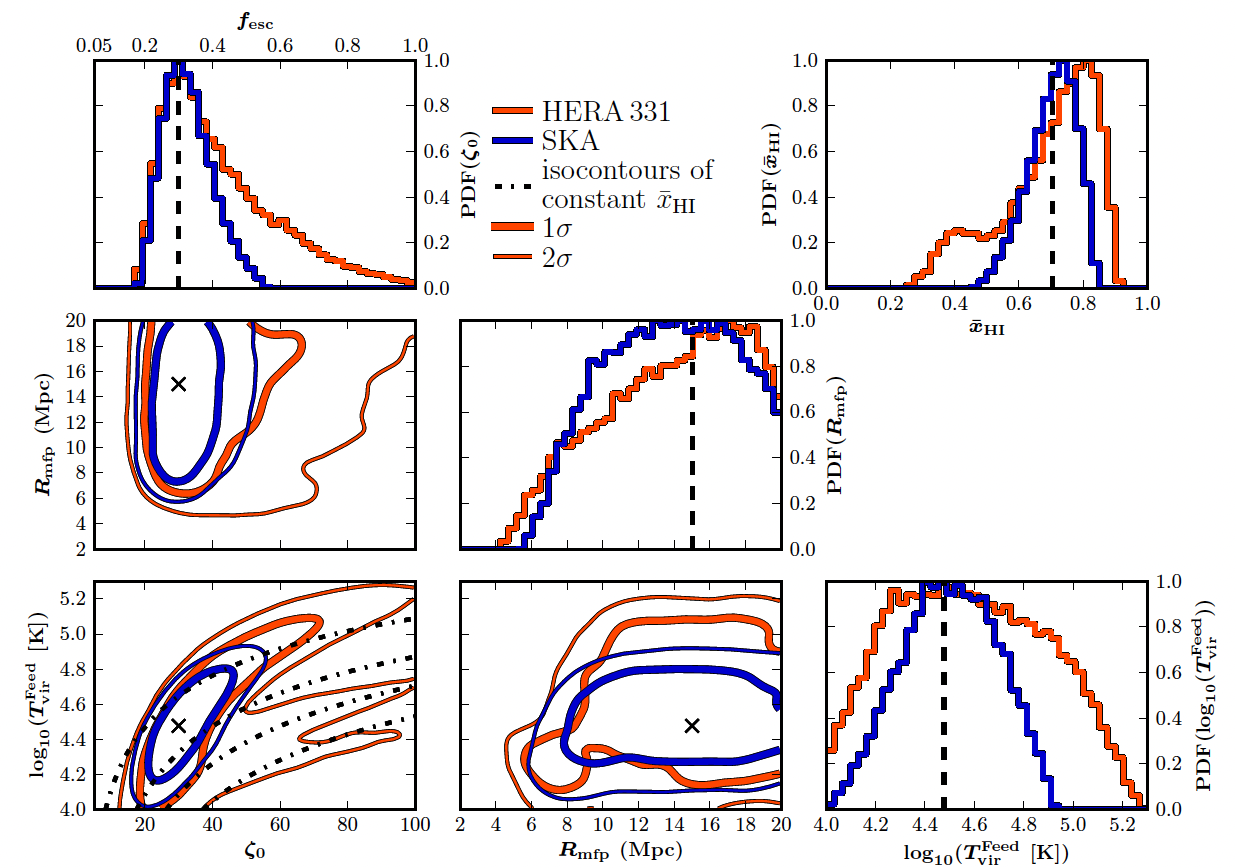 f_esc
0.05 0.2 0.4 0.6 0.8 1.0
1.0
0.8
0.6
0.4
0.2
0.0
PDF(ζ₀)
HERA 331
SKA
isocontours of
constant x̄_HI
1σ
2σ
PDF(x̄_HI)
1.0
0.8
0.6
0.4
0.2
0.0
0.0 0.2 0.4 0.6 0.8 1.0
x̄_HI
R_mfp (Mpc)
20
18
16
14
12
10
8
6
4
2
1.0
0.8
0.6
0.4
0.2
0.0
PDF(R_mfp)
log₁₀(T_vir^Feed [K])
5.2
5.0
4.8
4.6
4.4
4.2
4.0
20 40 60 80 100
ζ₀
2 4 6 8 10 12 14 16 18 20
R_mfp (Mpc)
4.0 4.2 4.4 4.6 4.8 5.0 5.2
log₁₀(T_vir^Feed [K])
1.0
0.8
0.6
0.4
0.2
0.0
PDF(log₁₀(T_vir^Feed))